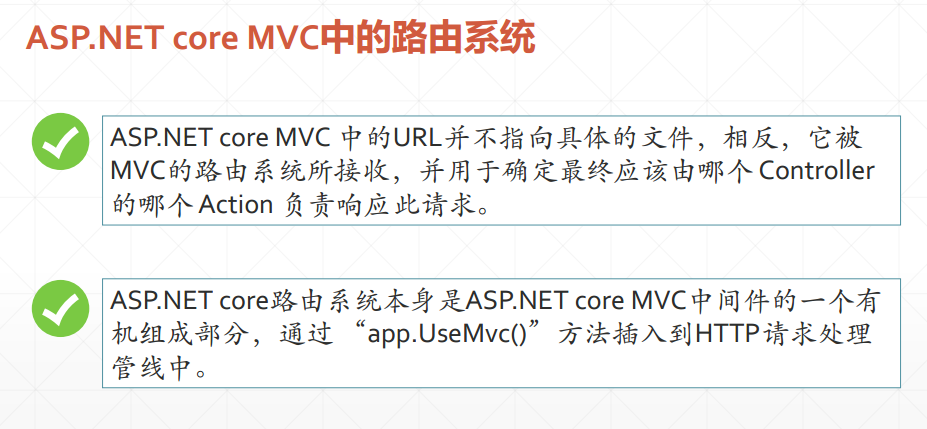 ASP.NET core MVC中的路由系统
ASP.NET core MVC 中的URL并不指向具体的文件，相反，它被
MVC的路由系统所接收，并用于确定最终应该由哪个 Controller
的哪个 Action 负责响应此请求。
ASP.NET core路由系统本身是ASP.NET core MVC中间件的一个有
机组成部分，通过“app.UseMvc()”方法插入到HTTP请求处理
管线中。